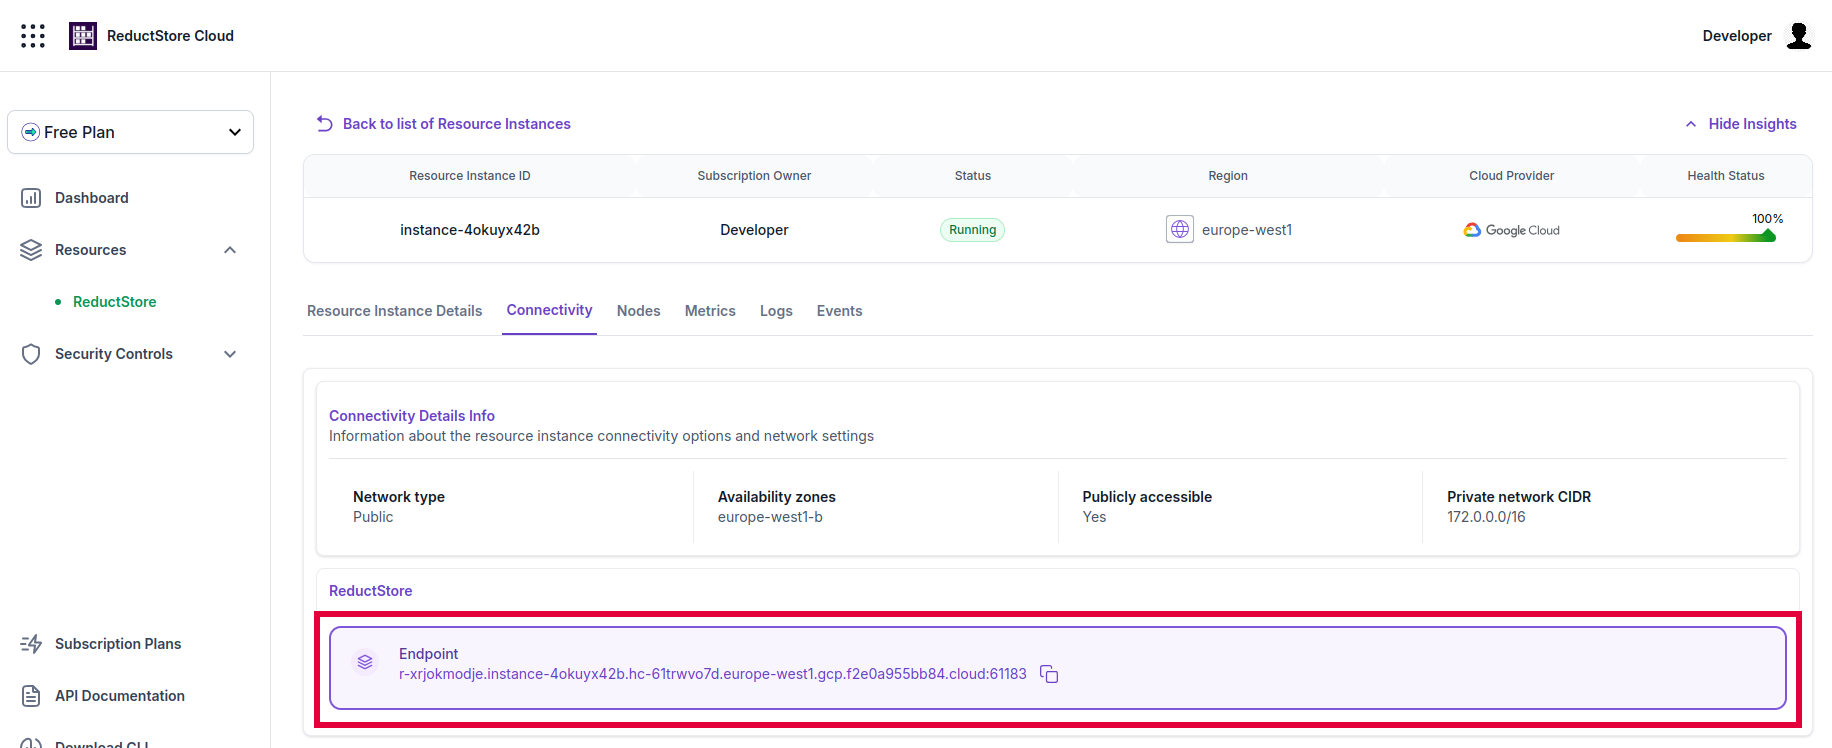 ReductStore Cloud
Developer
Free Plan
Dashboard
Resources
ReductStore
Security Controls
Subscription Plans
API Documentation
Download CLI
Back to list of Resource Instances
Hide Insights
Resource Instance ID Subscription Owner Status Region Cloud Provider Health Status
instance-4okuyx42b Developer Running europe-west1 Google Cloud 100%
Resource Instance Details Connectivity Nodes Metrics Logs Events
Connectivity Details Info
Information about the resource instance connectivity options and network settings
Network type Availability zones Publicly accessible Private network CIDR
Public europe-west1-b Yes 172.0.0.0/16
ReductStore
Endpoint
r-xrjokmodje.instance-4okuyx42b.hc-61trwvo7d.europe-west1.gcp.f2e0a955bb84.cloud:61183